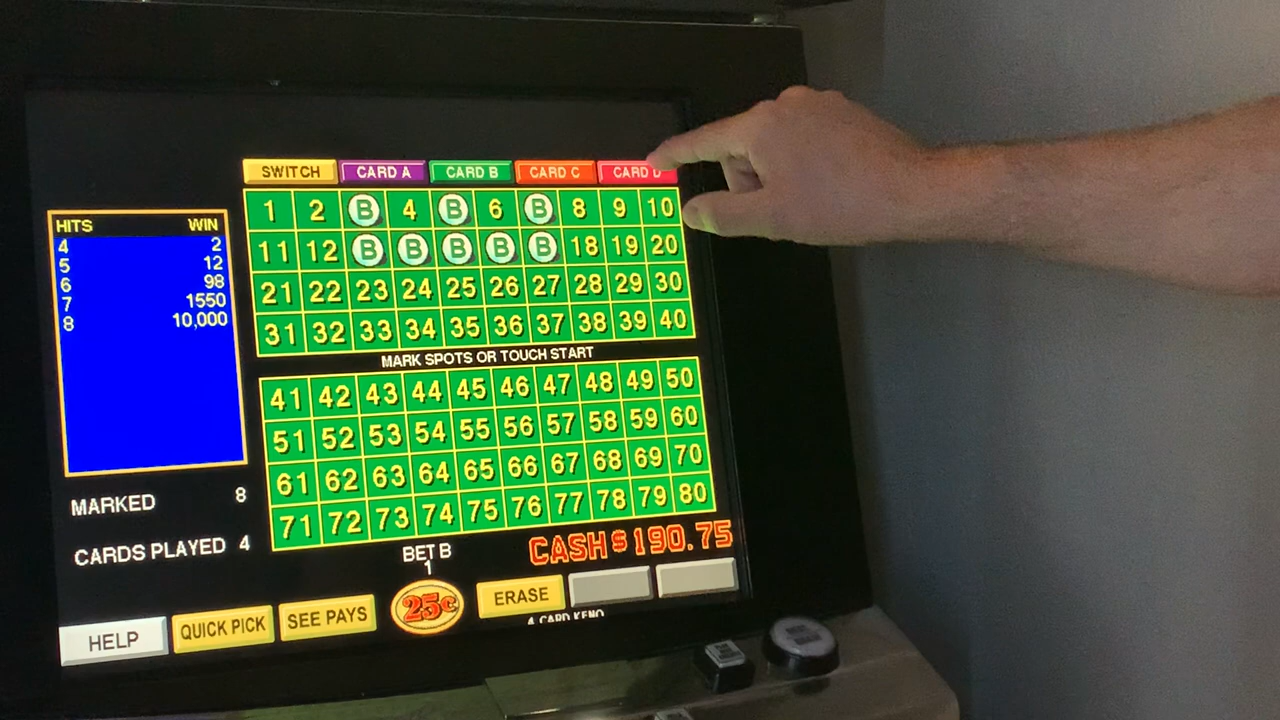 SWITCH CARD A CARD B CARD C CARD D
HITS WIN
4 2
5 12
6 98
7 1550
8 10,000
1 2 B 4 B 6 B 8 9 10
11 12 B B B B B 18 19 20
21 22 23 24 25 26 27 28 29 30
31 32 33 34 35 36 37 38 39 40
MARK SPOTS OR TOUCH START
41 42 43 44 45 46 47 48 49 50
51 52 53 54 55 56 57 58 59 60
61 62 63 64 65 66 67 68 69 70
71 72 73 74 75 76 77 78 79 80
MARKED 8
CARDS PLAYED 4
BET B
1
CASH $190.75
HELP QUICK PICK SEE PAYS 25¢ ERASE
4 CARD KENO